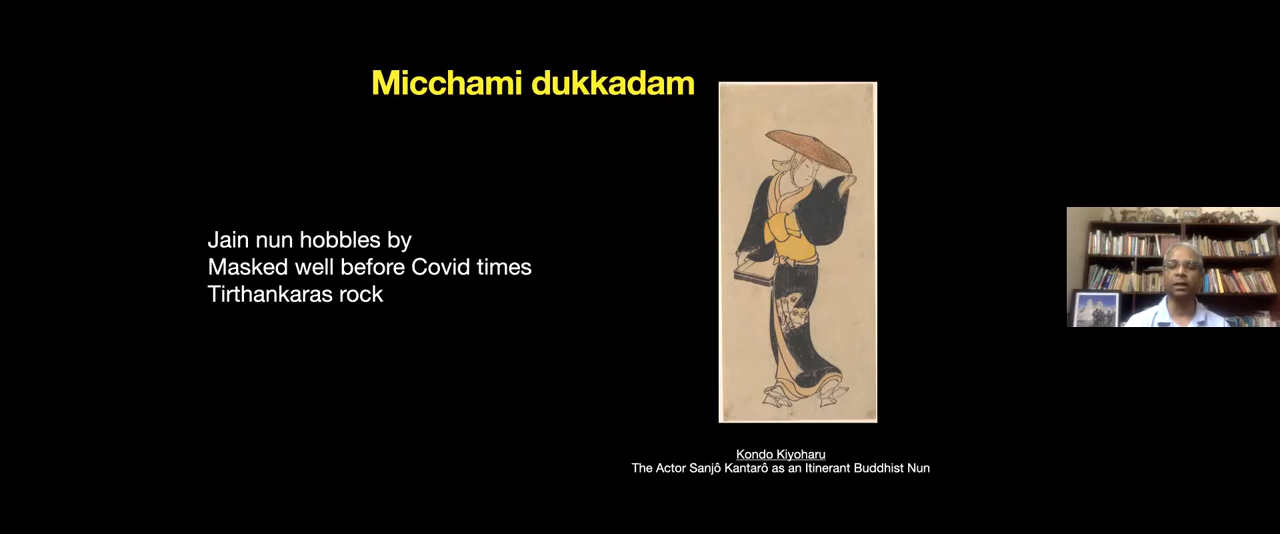 Micchami dukkadam
Jain nun hobbles by
Masked well before Covid times
Tirthankaras rock
Kondo Kiyoharu
The Actor Sanjô Kantarô as an Itinerant Buddhist Nun